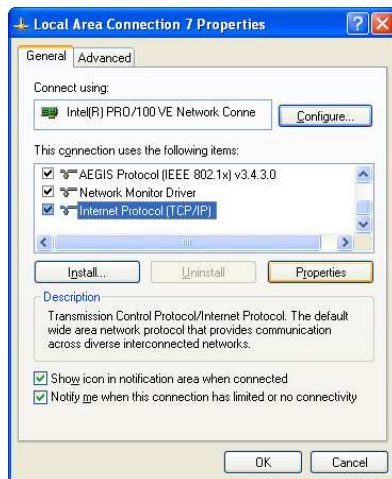 Local Area Connection 7 Properties
General Advanced
Connect using:
Intel(R) PRO/100 VE Network Conne
Configure...
This connection uses the following items:
AEGIS Protocol (IEEE 802.1x) v3.4.3.0
Network Monitor Driver
Internet Protocol (TCP/IP)
Install... Uninstall Properties
Description
Transmission Control Protocol/Internet Protocol. The default
wide area network protocol that provides communication
across diverse interconnected networks.
Show icon in notification area when connected
Notify me when this connection has limited or no connectivity
OK Cancel